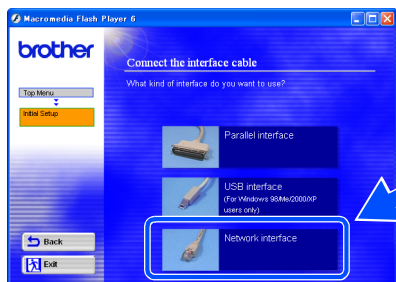 Macromedia Flash Player 6
brother
Connect the interface cable
What kind of interface do you want to use?
Top Menu
Initial Setup
Parallel interface
USB interface
(For Windows 98/Me/2000/XP
users only)
Network interface
Back
Exit